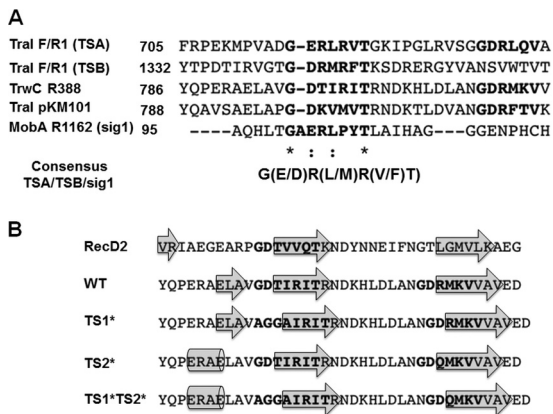 A
TraI F/R1 (TSA) 705 FRPEKMPVADG-ERLRVTGKIPGLRVSGGDRLQVA
TraI F/R1 (TSB) 1332 YTPDTIRVGTG-DRMRFTKSDRERGYVANSVWTVT
TrwC R388 786 YQPERAELAVG-DTIRITRNDKHLDLANGDRMKVV
TraI pKM101 788 YQAVSAELAPG-DKVMVTRNDKTLDVANGDRFTVK
MobA R1162 (sig1) 95 ----AQHLTGAERLPYTLAIHAG---GGENPHCH
* : : *
Consensus G(E/D)R(L/M)R(V/F)T)
TSA/TSB/sig1
B
RecD2 VRIAEGEARPGDTVVQTKNDYNNEIFNGTLGMVLKAEG
WT YQPERAELAVGDTIRITRNDKHLDLANGDRMKVVAVED
TS1* YQPERAELAVAGGAIRITRNDKHLDLANGDRMKVVAVED
TS2* YQPERAELAVGDTIRITRNDKHLDLANGDQMKVVAVED
TS1*TS2* YQPERAELAVAGGAIRITRNDKHLDLANGDQMKVVAVED